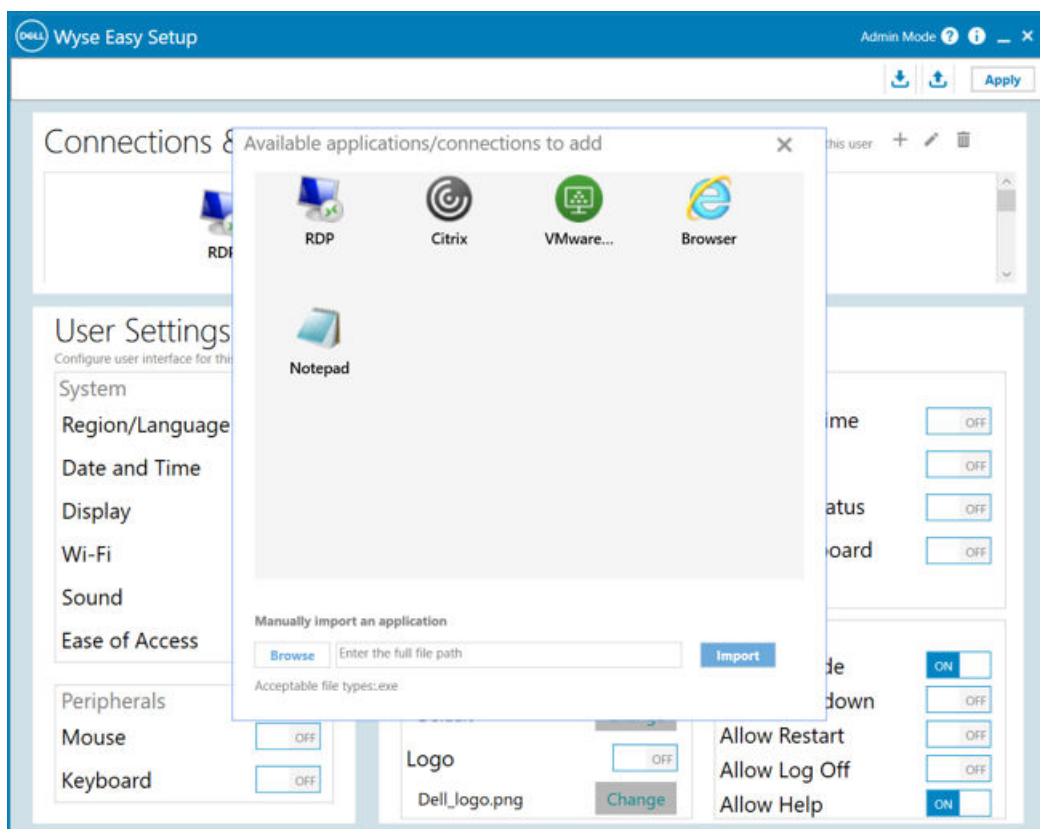 DELL Wyse Easy Setup
Admin Mode ? i
Apply
Connections &
his user
RDP
Available applications/connections to add
RDP Citrix VMware... Browser
Notepad
Manually import an application
Browse Enter the full file path Import
Acceptable file types:.exe
User Settings
Configure user interface for this
System
Region/Language
Date and Time
Display
Wi-Fi
Sound
Ease of Access
Peripherals
Mouse OFF
Keyboard OFF
Change
Logo OFF
Dell_logo.png Change
ime OFF
OFF
atus OFF
oard OFF
de ON
down OFF
Allow Restart OFF
Allow Log Off OFF
Allow Help ON